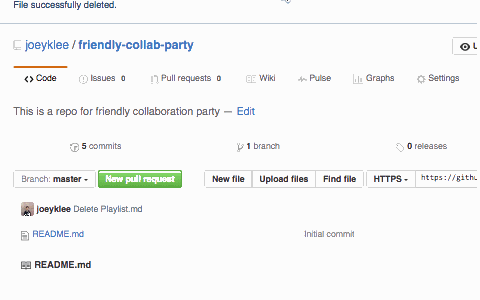 File successfully deleted.
joeyklee / friendly-collab-party
Code Issues 0 Pull requests 0 Wiki Pulse Graphs Settings
This is a repo for friendly collaboration party — Edit
5 commits 1 branch 0 releases
Branch: master New pull request New file Upload files Find file HTTPS https://githu
joeyklee Delete Playlist.md
README.md Initial commit
README.md